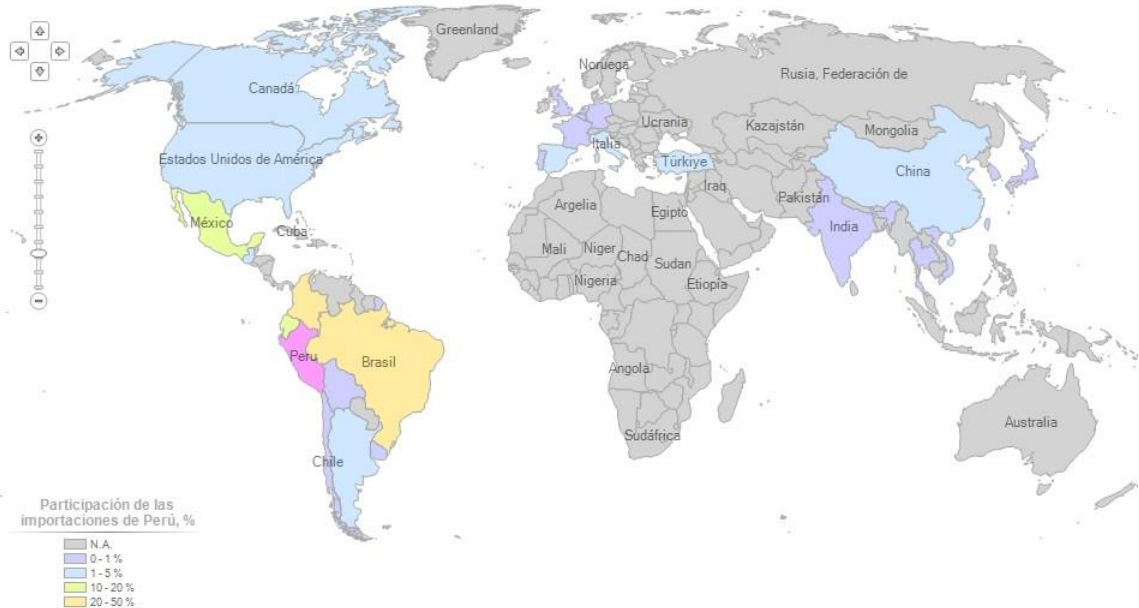 Greenland
Noruega
Rusia, Federación de
Canadá
Ucrania
Kazajstán
Mongolia
Italia
Estados Unidos de América
Türkiye
China
Iraq
Pakistán
Argelia
Egipto
México
India
Cuba
Mali
Niger
Chad
Sudan
Nigeria
Etiopía
Peru
Brasil
Angola
Australia
Sudáfrica
Chile
Participación de las
importaciones de Perú, %
N.A.
0 - 1 %
1 - 5 %
10 - 20 %
20 - 50 %